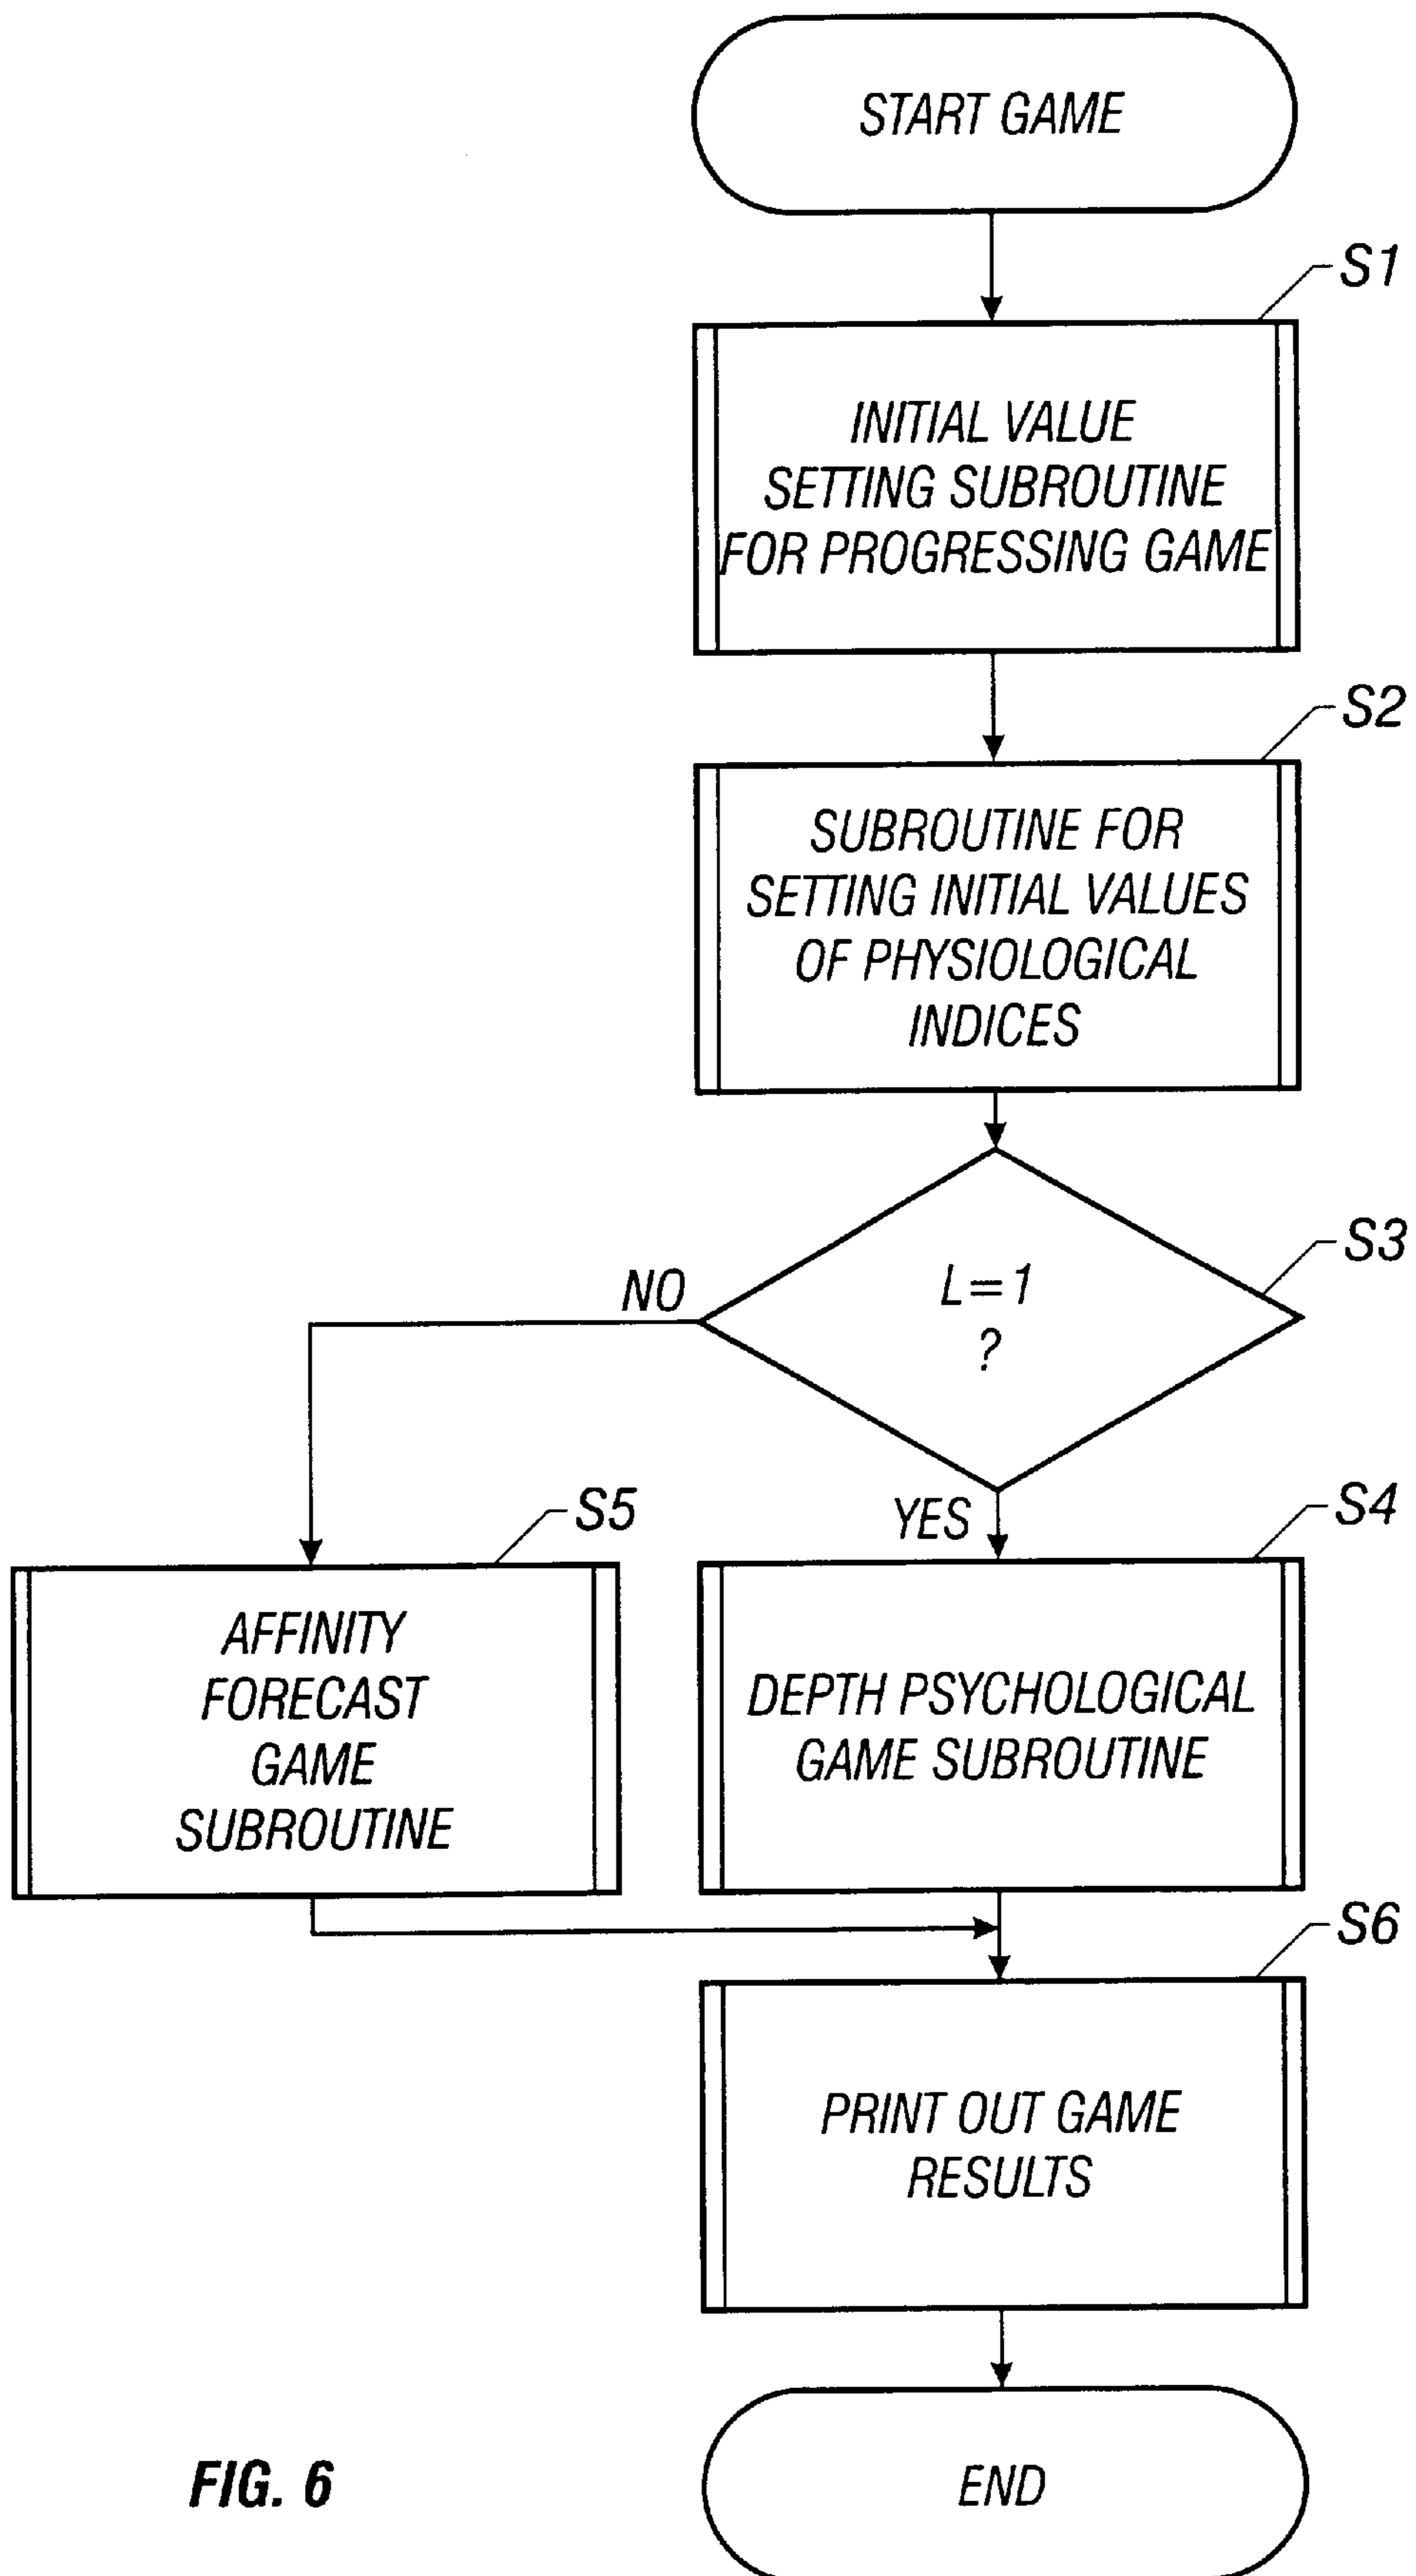 START GAME
S1
INITIAL VALUE
SETTING SUBROUTINE
FOR PROGRESSING GAME
S2
SUBROUTINE FOR
SETTING INITIAL VALUES
OF PHYSIOLOGICAL
INDICES
S3
L=1
?
NO
YES
S5
AFFINITY
FORECAST
GAME
SUBROUTINE
S4
DEPTH PSYCHOLOGICAL
GAME SUBROUTINE
S6
PRINT OUT GAME
RESULTS
END
FIG. 6